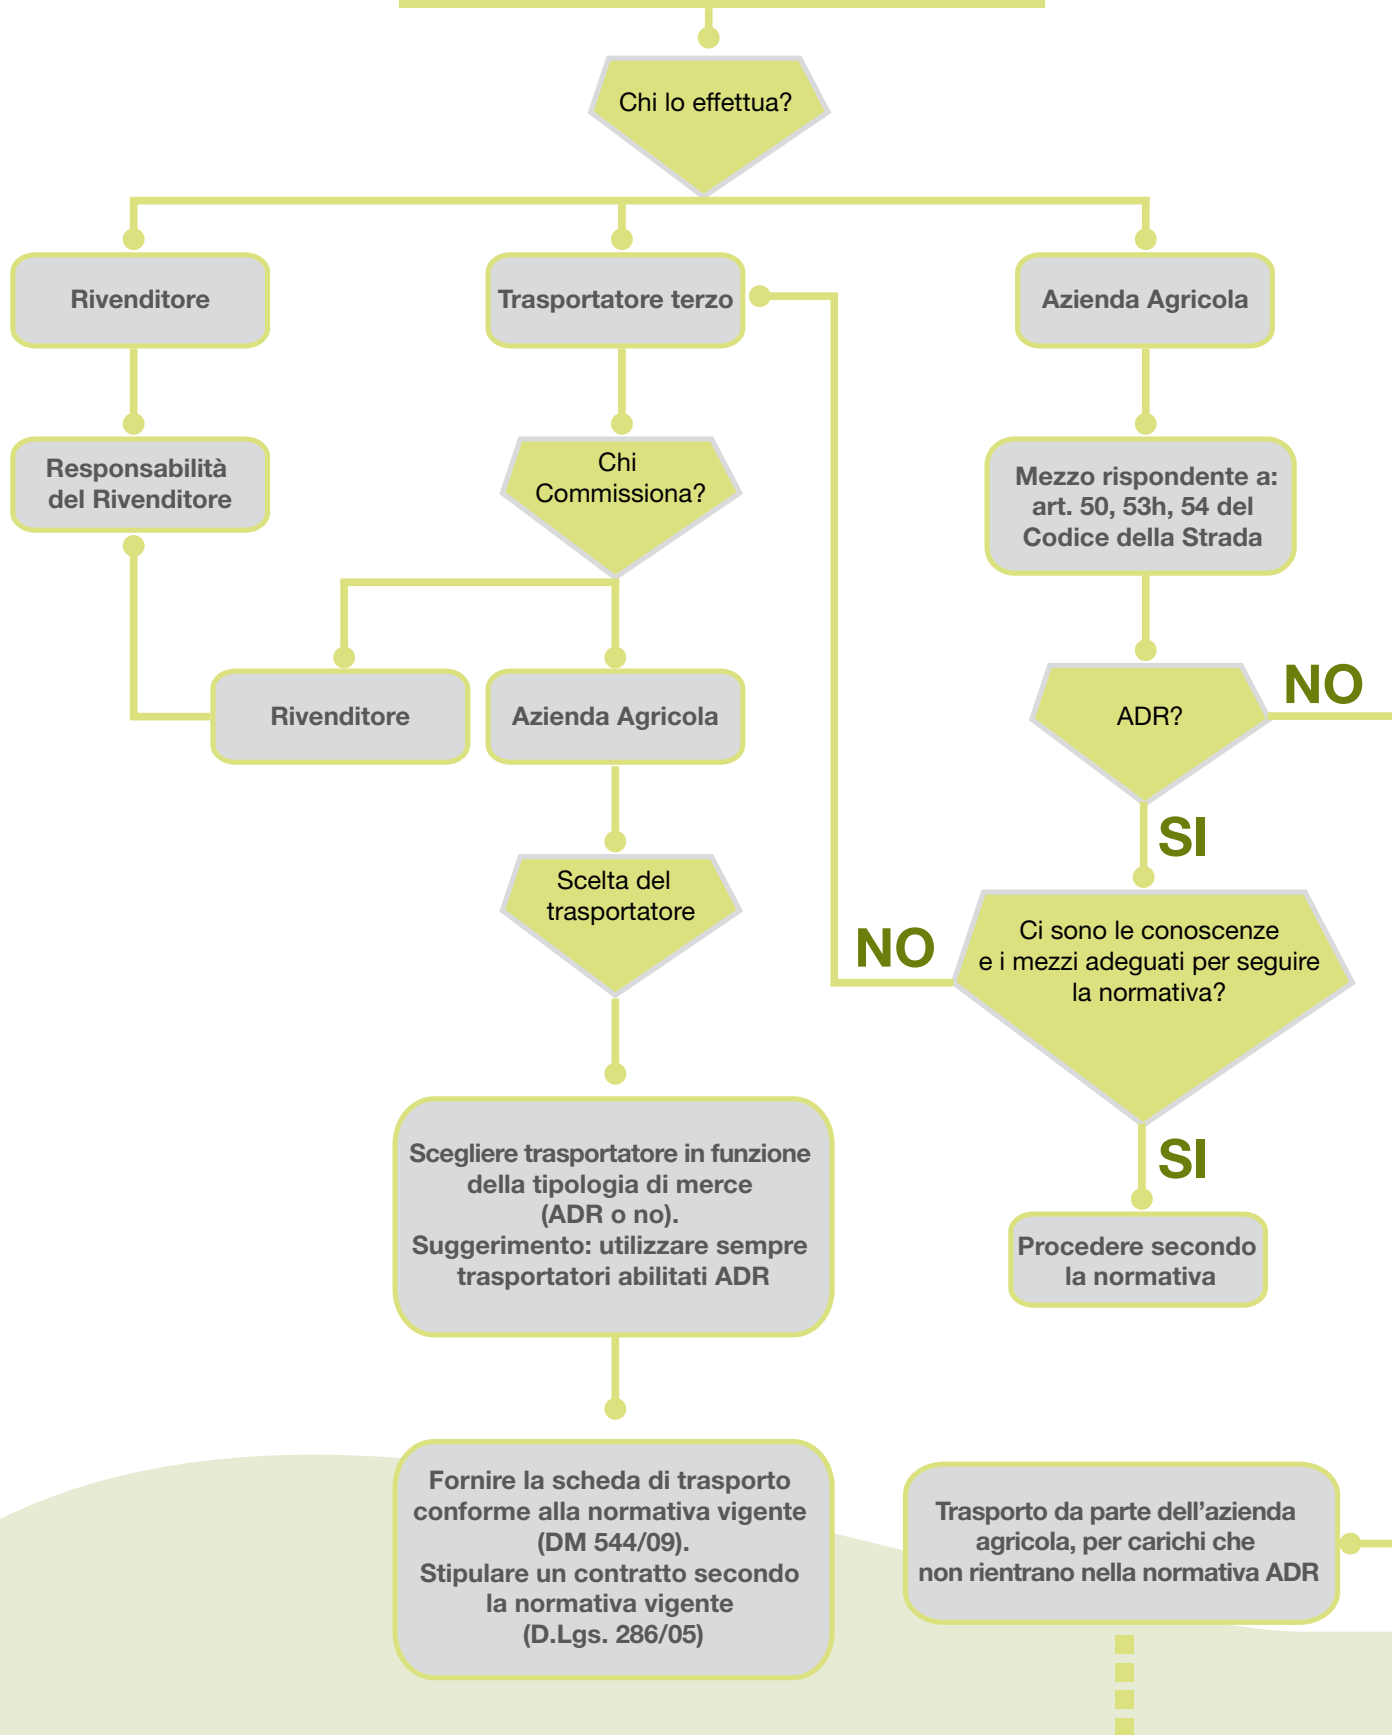 Chi lo effettua?
Rivenditore
Trasportatore terzo
Azienda Agricola
Responsabilità
del Rivenditore
Chi
Commissiona?
Mezzo rispondente a:
art. 50, 53h, 54 del
Codice della Strada
Rivenditore
Azienda Agricola
ADR?
NO
SI
Scelta del
trasportatore
NO
Ci sono le conoscenze
e i mezzi adeguati per seguire
la normativa?
SI
Scegliere trasportatore in funzione
della tipologia di merce
(ADR o no).
Suggerimento: utilizzare sempre
trasportatori abilitati ADR
Procedere secondo
la normativa
Fornire la scheda di trasporto
conforme alla normativa vigente
(DM 544/09).
Stipulare un contratto secondo
la normativa vigente
(D.Lgs. 286/05)
Trasporto da parte dell’azienda
agricola, per carichi che
non rientrano nella normativa ADR